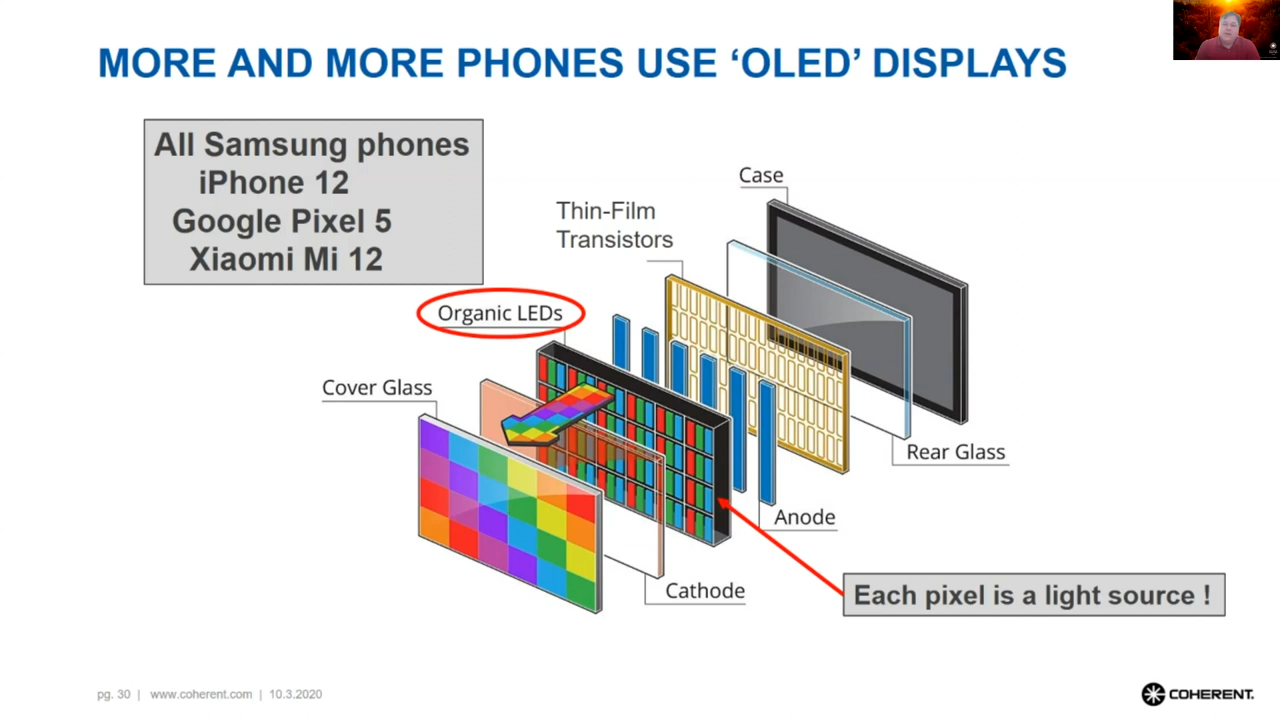 MORE AND MORE PHONES USE ‘OLED’ DISPLAYS
All Samsung phones
iPhone 12
Google Pixel 5
Xiaomi Mi 12
Case
Thin-Film
Transistors
Organic LEDs
Cover Glass
Rear Glass
Anode
Cathode
Each pixel is a light source !
pg. 30 | www.coherent.com | 10.3.2020
COHERENT.